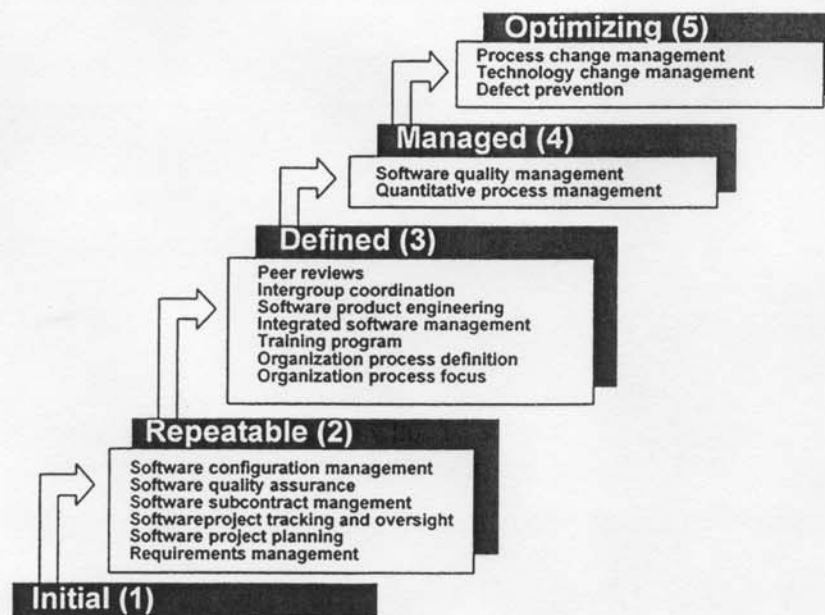 Optimizing (5)
Process change management
Technology change management
Defect prevention
Managed (4)
Software quality management
Quantitative process management
Defined (3)
Peer reviews
Intergroup coordination
Software product engineering
Integrated software management
Training program
Organization process definition
Organization process focus
Repeatable (2)
Software configuration management
Software quality assurance
Software subcontract mangement
Softwareproject tracking and oversight
Software project planning
Requirements management
Initial (1)